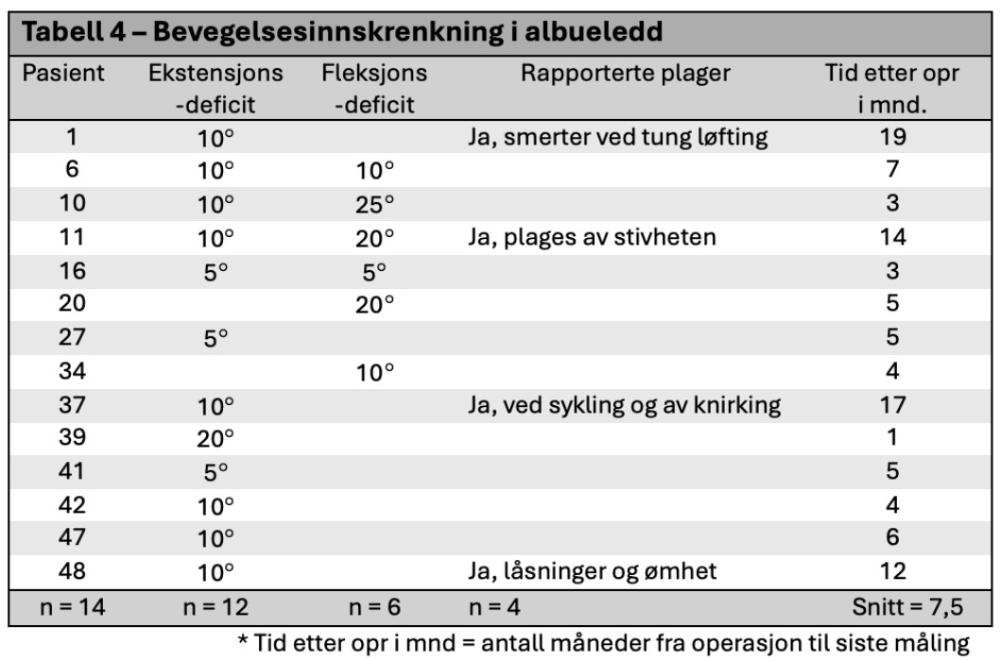 Tabell 4 – Bevegelsesinnskrenkning i albueledd
Pasient Ekstensjons Fleksjons Rapporterte plager Tid etter opr
-deficit -deficit i mnd.
1 10° Ja, smerter ved tung løfting 19
6 10° 10° 7
10 10° 25° 3
11 10° 20° Ja, plages av stivheten 14
16 5° 5° 3
20 20° 5
27 5° 5
34 10° 4
37 10° Ja, ved sykling og av knirking 17
39 20° 1
41 5° 5
42 10° 4
47 10° 6
48 10° Ja, låsninger og ømhet 12
n = 14 n = 12 n = 6 n = 4 Snitt = 7,5
* Tid etter opr i mnd = antall måneder fra operasjon til siste måling